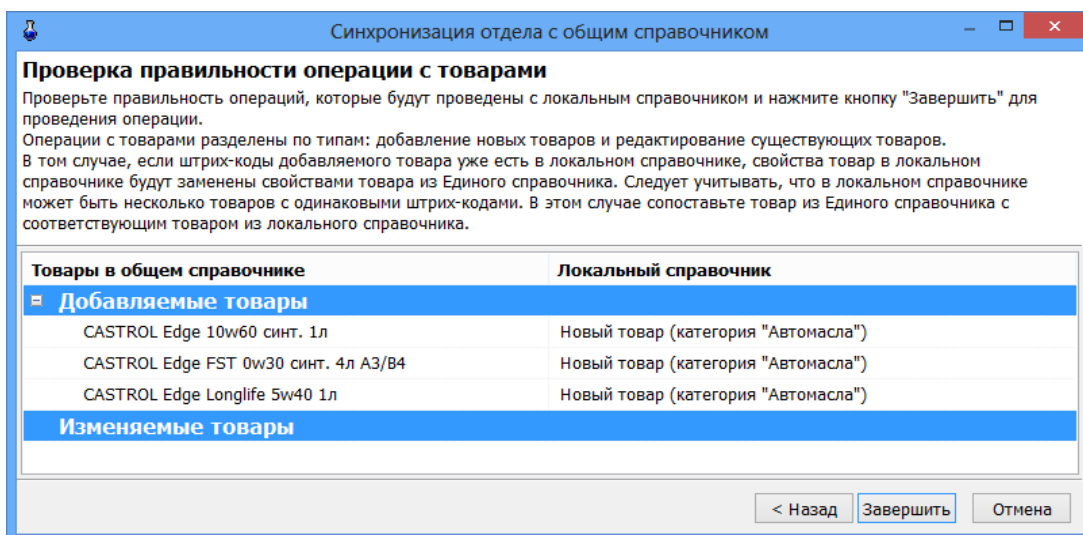 Синхронизация отдела с общим справочником
Проверка правильности операции с товарами
Проверьте правильность операций, которые будут проведены с локальным справочником и нажмите кнопку "Завершить" для
проведения операции.
Операции с товарами разделены по типам: добавление новых товаров и редактирование существующих товаров.
В том случае, если штрих-коды добавляемого товара уже есть в локальном справочнике, свойства товар в локальном
справочнике будут заменены свойствами товара из Единого справочника. Следует учитывать, что в локальном справочнике
может быть несколько товаров с одинаковыми штрих-кодами. В этом случае сопоставьте товар из Единого справочника с
соответствующим товаром из локального справочника.
Товары в общем справочнике Локальный справочник
Добавляемые товары
CASTROL Edge 10w60 синт. 1л Новый товар (категория "Автомасла")
CASTROL Edge FST 0w30 синт. 4л A3/B4 Новый товар (категория "Автомасла")
CASTROL Edge Longlife 5w40 1л Новый товар (категория "Автомасла")
Изменяемые товары
< Назад Завершить Отмена